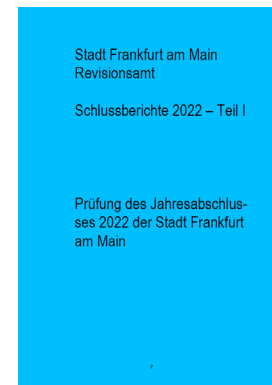 Stadt Frankfurt am Main
Revisionsamt
Schlussberichte 2022 – Teil I
Prüfung des Jahresabschlus-
ses 2022 der Stadt Frankfurt
am Main